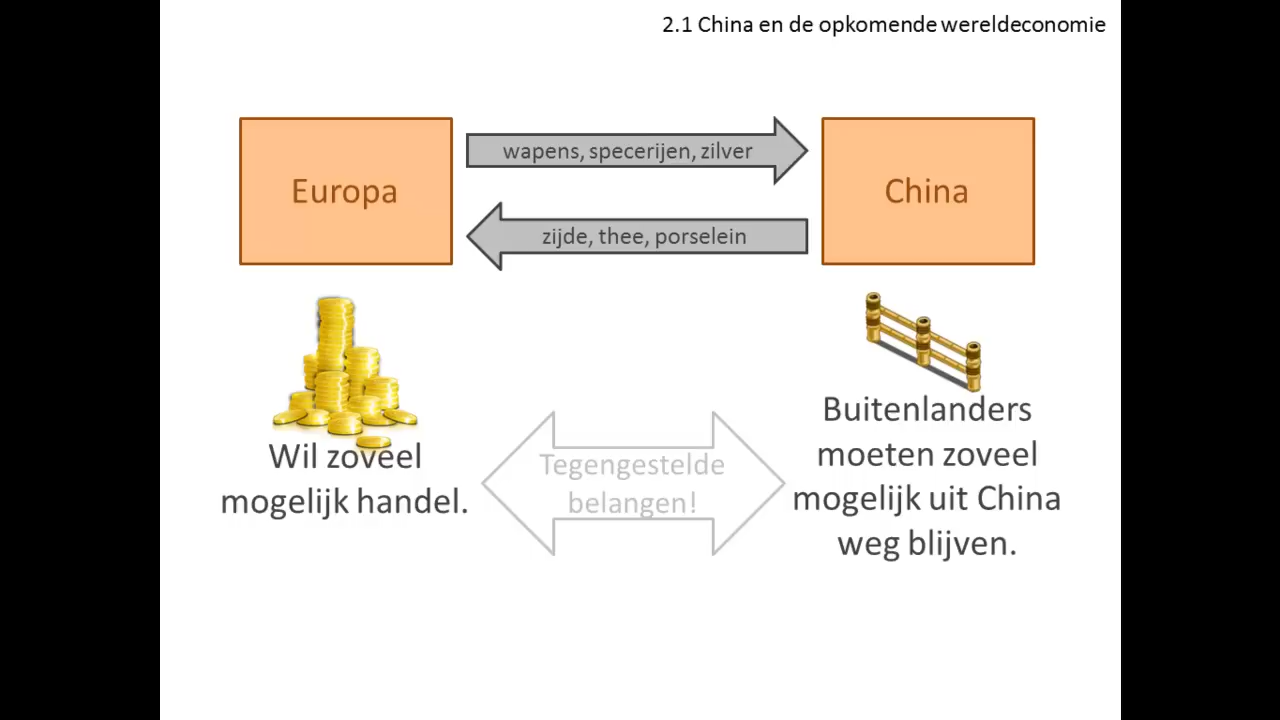 2.1 China en de opkomende wereldeconomie
Europa
wapens, specerijen, zilver
China
zijde, thee, porselein
Wil zoveel
mogelijk handel.
Tegengestelde
belangen!
Buitenlanders
moeten zoveel
mogelijk uit China
weg blijven.